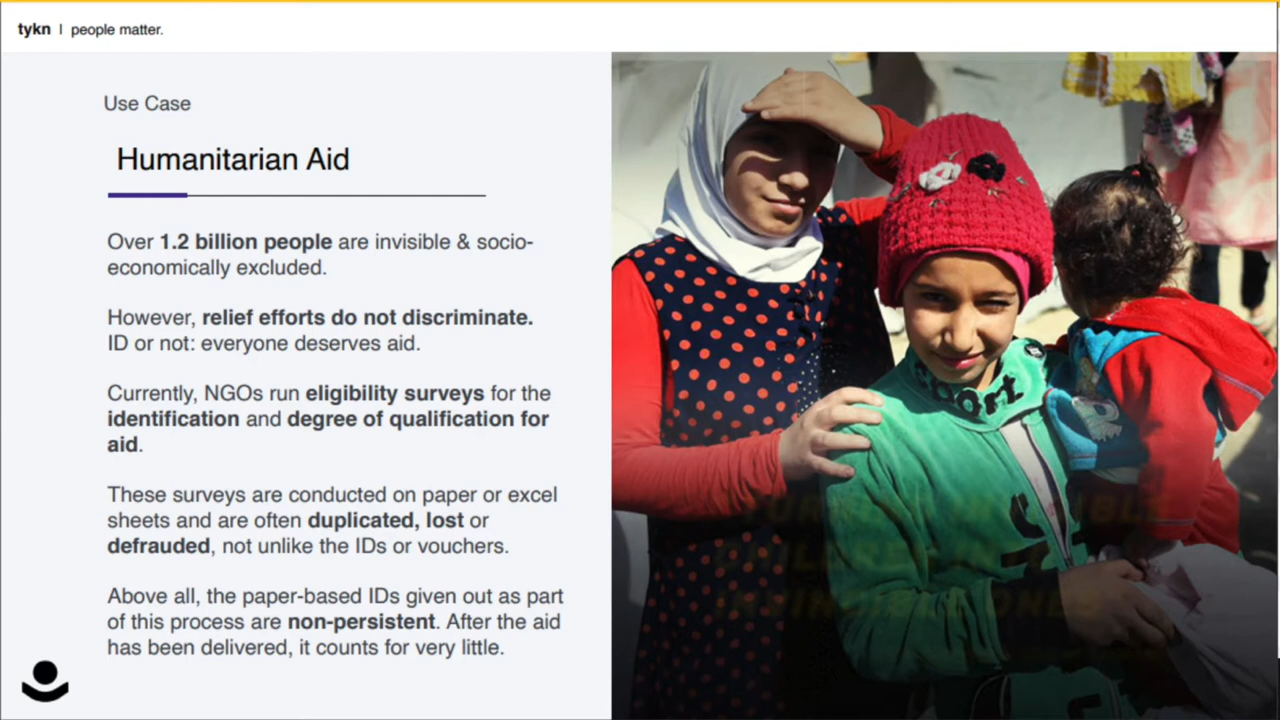 tykn | people matter.
Use Case
Humanitarian Aid
Over 1.2 billion people are invisible & socio-
economically excluded.
However, relief efforts do not discriminate.
ID or not: everyone deserves aid.
Currently, NGOs run eligibility surveys for the
identification and degree of qualification for
aid.
These surveys are conducted on paper or excel
sheets and are often duplicated, lost or
defrauded, not unlike the IDs or vouchers.
Above all, the paper-based IDs given out as part
of this process are non-persistent. After the aid
has been delivered, it counts for very little.